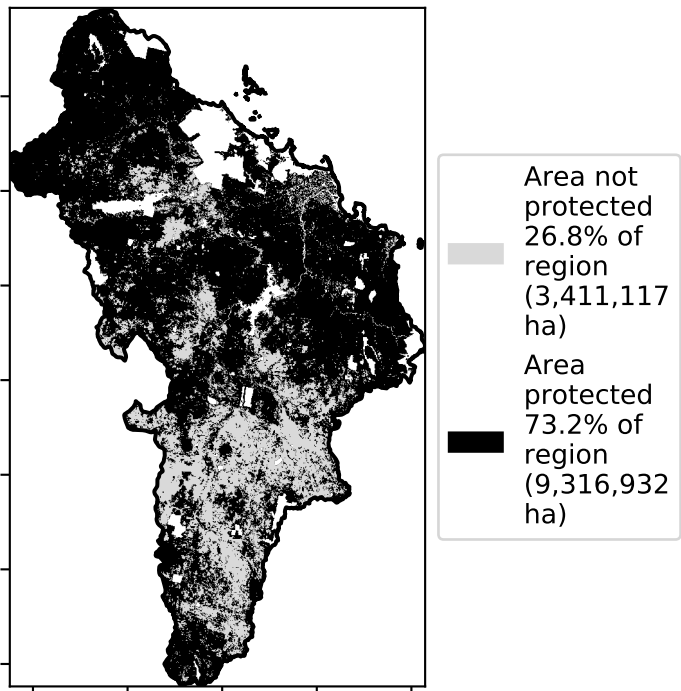 Area not
protected
26.8% of
region
(3,411,117
ha)
Area
protected
73.2% of
region
(9,316,932
ha)